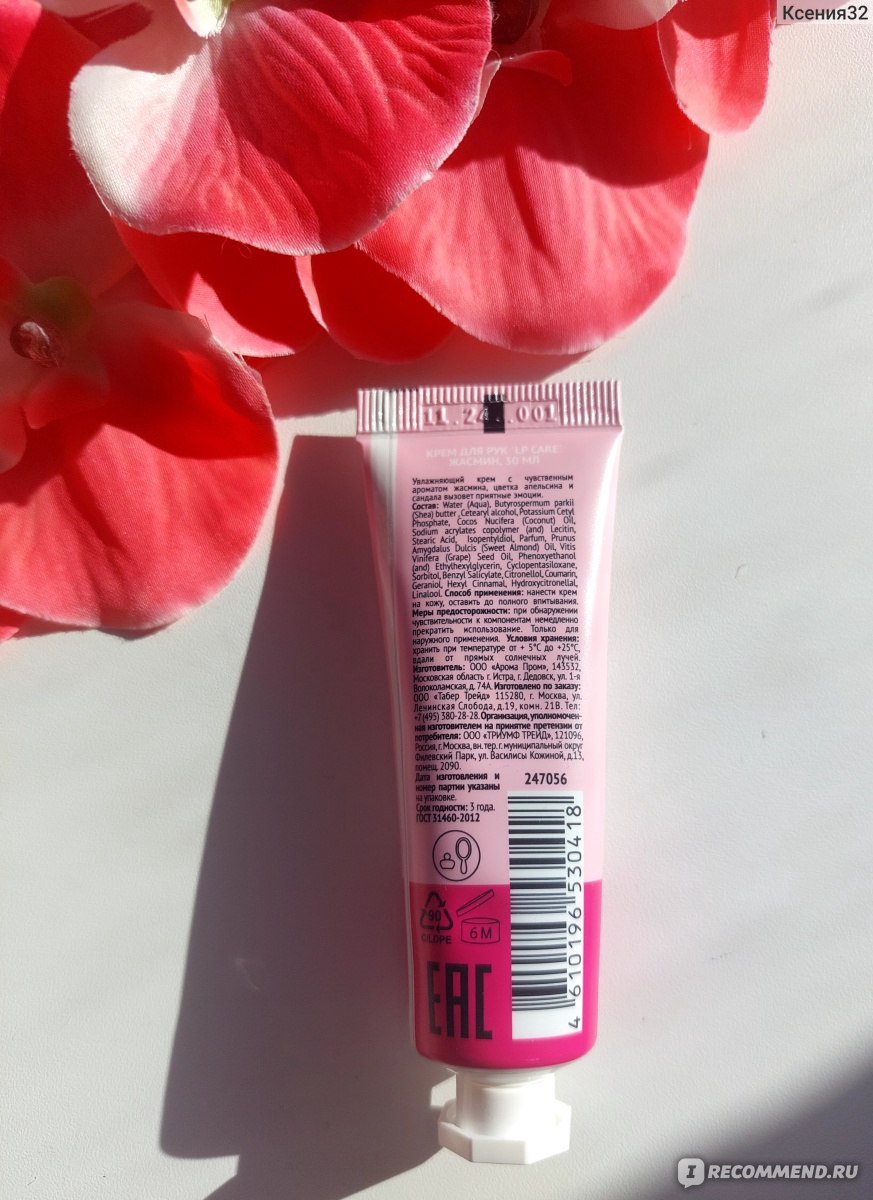 Ксения32
11.24 .001
КРЕМ ДЛЯ РУК "LP CARE"
ЖАСМИН, 30 МЛ
Увлажняющий крем с чувственным
ароматом жасмина, цветка апельсина и
сандала вызовет приятные эмоции.
Состав: Water (Aqua), Butyrospermum parkii
(Shea) butter, Cetearyl alcohol, Potassium Cetyl
Phosphate, Cocos Nucifera (Coconut) Oil,
Sodium acrylates copolymer (and) Lecitin,
Stearic Acid, Isopentyldiol, Parfum, Prunus
Amygdalus Dulcis (Sweet Almond) Oil, Vitis
Vinifera (Grape) Seed Oil, Phenoxyethanol
(and) Ethylhexylglycerin, Cyclopentasiloxane,
Sorbitol, Benzyl Salicylate, Citronellol, Coumarin,
Geraniol, Hexyl Cinnamal, Hydroxycitronellal,
Linalool. Способ применения: нанести крем
на кожу, оставить до полного впитывания.
Меры предосторожности: при обнаружении
чувствительности к компонентам немедленно
прекратить использование. Только для
наружного применения. Условия хранения:
хранить при температуре от + 5°C до +25°C,
вдали от прямых солнечных лучей.
Изготовитель: ООО «Арома Пром», 143532,
Московская область г. Истра, г. Дедовск, ул. 1-я
Волоколамская, д. 74А. Изготовлено по заказу:
ООО «Табер Трейд» 115280, г. Москва, ул.
Ленинская Слобода, д.19, комн. 21В. Тел:
+7 (495) 380-28-28. Организация, уполномочен-
ная изготовителем на принятие претензии от
потребителя: ООО «ТРИУМФ ТРЕЙД», 121096,
Россия, г. Москва, вн. тер. г. муниципальный округ
Филевский Парк, ул. Василисы Кожиной, д.13,
помещ. 2090.
Дата изготовления и
номер партии указаны
на упаковке.
Срок годности: 3 года.
ГОСТ 31460-2012
247056
90
C/LDPE
6 M
EAC
4 610196 530418
IRECOMMEND.RU